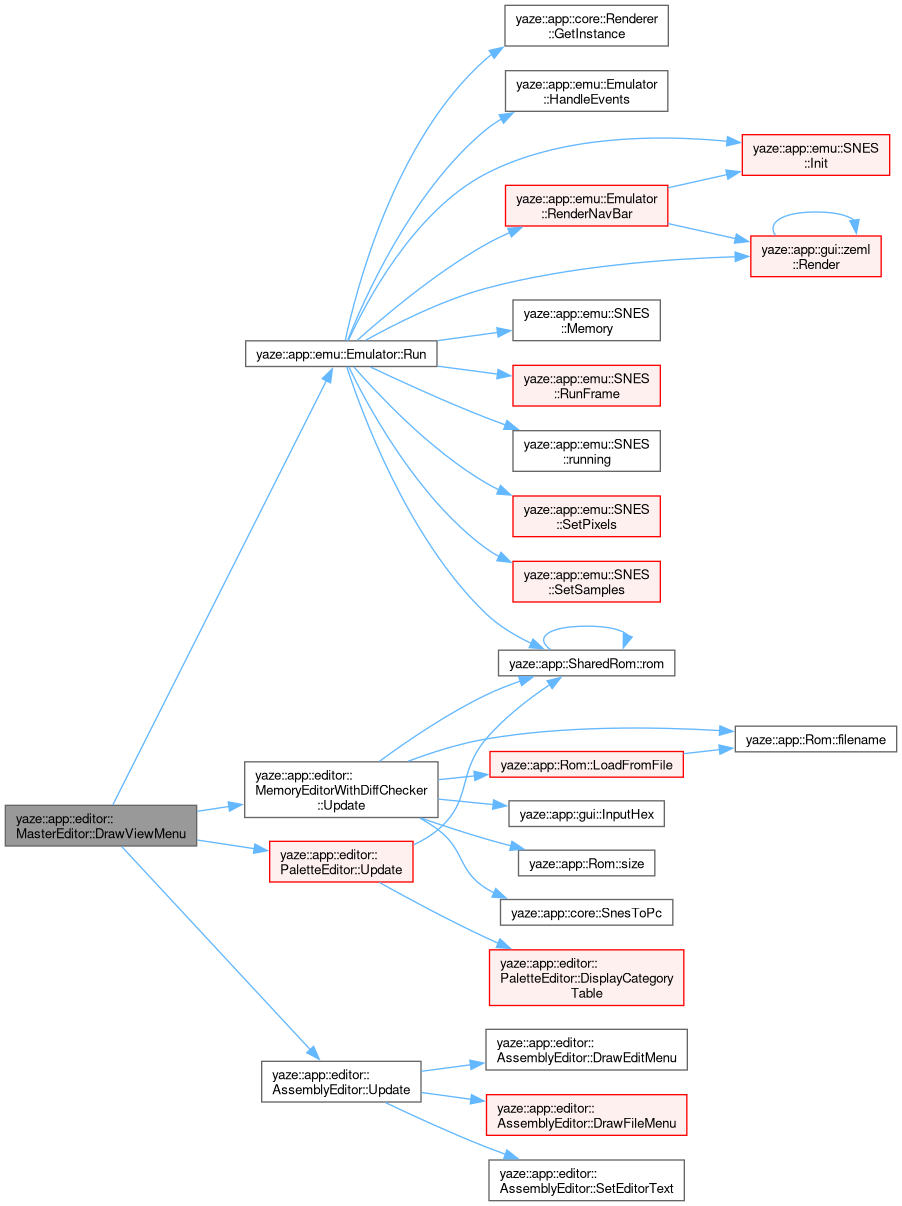 yaze::app::core::Renderer
::GetInstance
yaze::app::emu::Emulator
::HandleEvents
yaze::app::emu::SNES
::Init
yaze::app::emu::Emulator
::RenderNavBar
yaze::app::gui::zeml
::Render
yaze::app::emu::SNES
::Memory
yaze::app::emu::Emulator::Run
yaze::app::emu::SNES
::RunFrame
yaze::app::emu::SNES
::running
yaze::app::emu::SNES
::SetPixels
yaze::app::emu::SNES
::SetSamples
yaze::app::SharedRom::rom
yaze::app::Rom::filename
yaze::app::editor::
MemoryEditorWithDiffChecker
::Update
yaze::app::Rom::LoadFromFile
yaze::app::gui::InputHex
yaze::app::editor::
MasterEditor::DrawViewMenu
yaze::app::editor::
PaletteEditor::Update
yaze::app::Rom::size
yaze::app::core::SnesToPc
yaze::app::editor::
PaletteEditor::DisplayCategory
Table
yaze::app::editor::
AssemblyEditor::DrawEditMenu
yaze::app::editor::
AssemblyEditor::Update
yaze::app::editor::
AssemblyEditor::DrawFileMenu
yaze::app::editor::
AssemblyEditor::SetEditorText